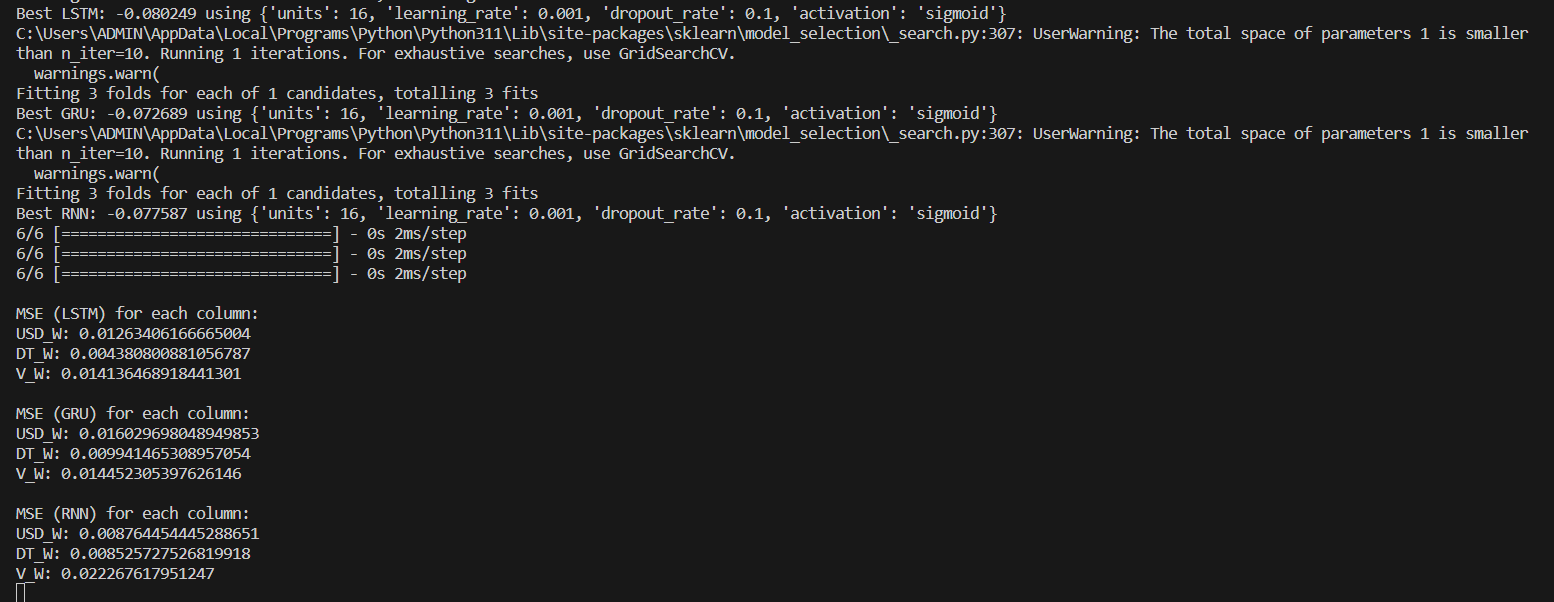 Best LSTM: -0.080249 using {'units': 16, 'learning_rate': 0.001, 'dropout_rate': 0.1, 'activation': 'sigmoid'}
C:\Users\ADMIN\AppData\Local\Programs\Python\Python311\Lib\site-packages\sklearn\model_selection\_search.py:307: UserWarning: The total space of parameters 1 is smaller
than n_iter=10. Running 1 iterations. For exhaustive searches, use GridSearchCV.
  warnings.warn(
Fitting 3 folds for each of 1 candidates, totalling 3 fits
Best GRU: -0.072689 using {'units': 16, 'learning_rate': 0.001, 'dropout_rate': 0.1, 'activation': 'sigmoid'}
C:\Users\ADMIN\AppData\Local\Programs\Python\Python311\Lib\site-packages\sklearn\model_selection\_search.py:307: UserWarning: The total space of parameters 1 is smaller
than n_iter=10. Running 1 iterations. For exhaustive searches, use GridSearchCV.
  warnings.warn(
Fitting 3 folds for each of 1 candidates, totalling 3 fits
Best RNN: -0.077587 using {'units': 16, 'learning_rate': 0.001, 'dropout_rate': 0.1, 'activation': 'sigmoid'}
6/6 [==============================] - 0s 2ms/step
6/6 [==============================] - 0s 2ms/step
6/6 [==============================] - 0s 2ms/step
MSE (LSTM) for each column:
USD_W: 0.01263406166665004
DT_W: 0.004380800881056787
V_W: 0.014136468918441301
MSE (GRU) for each column:
USD_W: 0.016029698048949853
DT_W: 0.009941465308957054
V_W: 0.014452305397626146
MSE (RNN) for each column:
USD_W: 0.008764454445288651
DT_W: 0.008525727526819918
V_W: 0.022267617951247